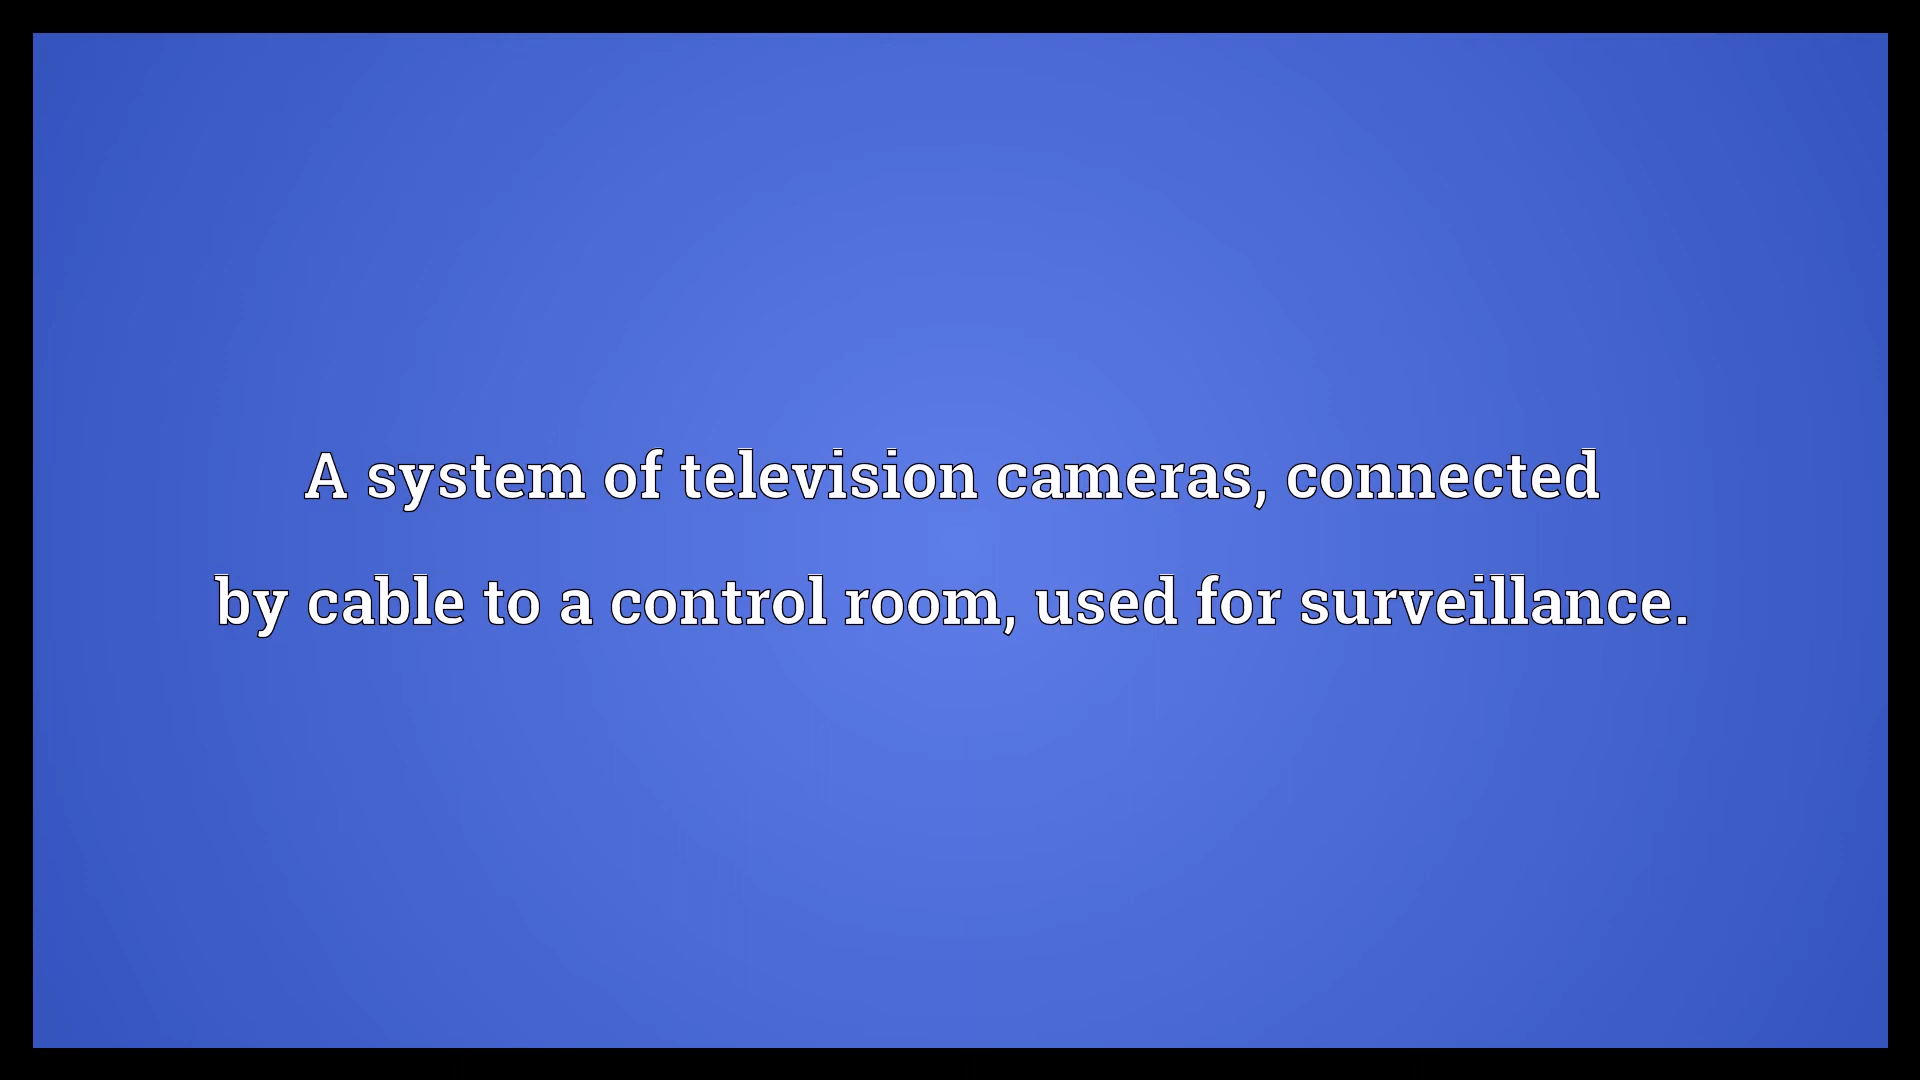 A system of television cameras, connected
by cable to a control room, used for surveillance.